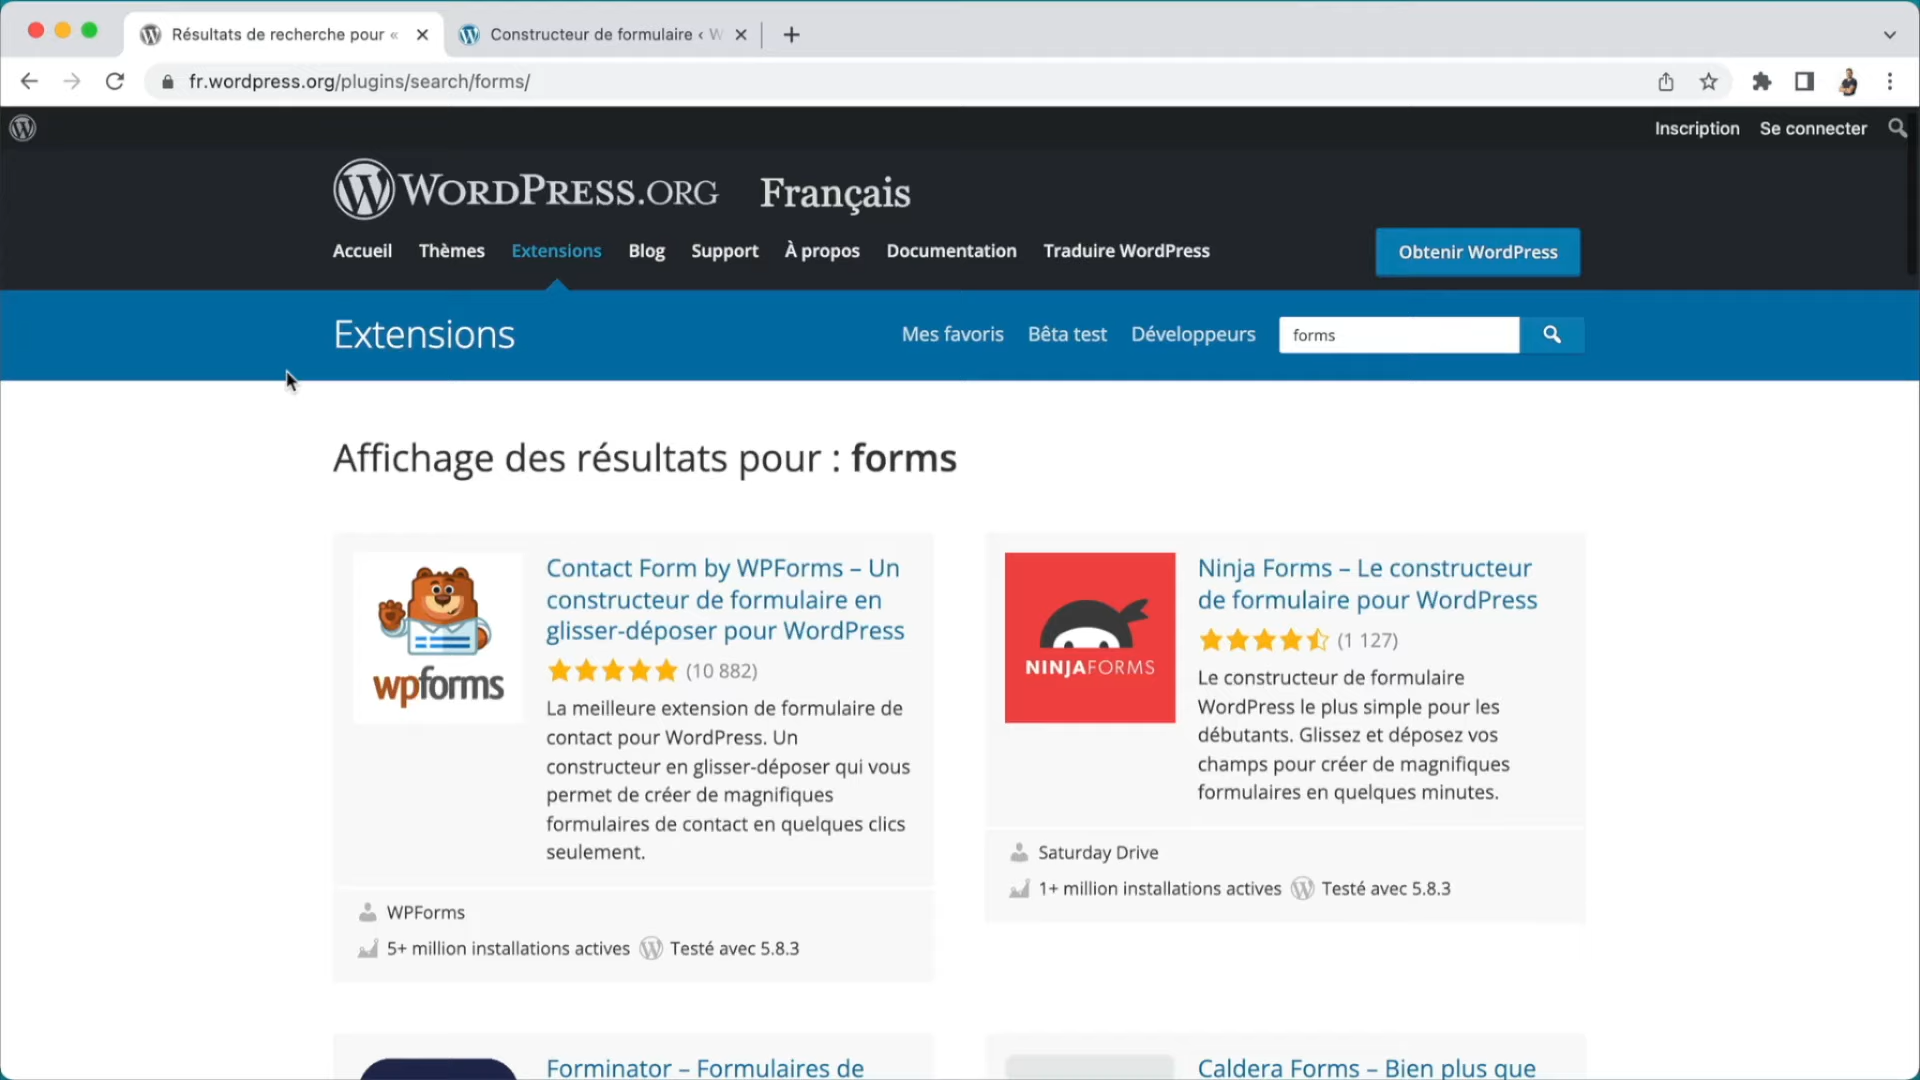 Résultats de recherche pour «
Constructeur de formulaire ‹ W
fr.wordpress.org/plugins/search/forms/
Inscription
Se connecter
WORDPRESS.ORG
Français
Accueil
Thèmes
Extensions
Blog
Support
À propos
Documentation
Traduire WordPress
Obtenir WordPress
Extensions
Mes favoris
Bêta test
Développeurs
forms
Affichage des résultats pour : forms
wpforms
Contact Form by WPForms – Un
constructeur de formulaire en
glisser-déposer pour WordPress
(10 882)
La meilleure extension de formulaire de
contact pour WordPress. Un
constructeur en glisser-déposer qui vous
permet de créer de magnifiques
formulaires de contact en quelques clics
seulement.
WPForms
5+ million installations actives
Testé avec 5.8.3
NINJAFORMS
Ninja Forms – Le constructeur
de formulaire pour WordPress
(1 127)
Le constructeur de formulaire
WordPress le plus simple pour les
débutants. Glissez et déposez vos
champs pour créer de magnifiques
formulaires en quelques minutes.
Saturday Drive
1+ million installations actives
Testé avec 5.8.3
Forminator – Formulaires de
Caldera Forms – Bien plus que